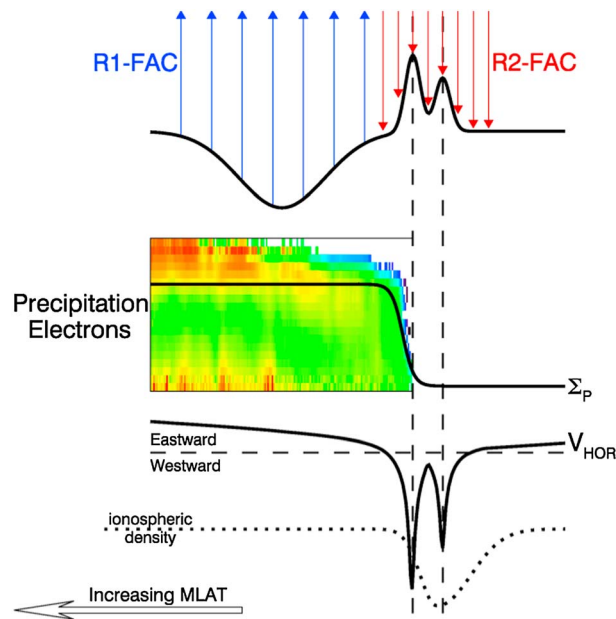 R1-FAC
R2-FAC
Precipitation
Electrons
Σ_P
Eastward
V_HOR
Westward
ionospheric
density
Increasing MLAT